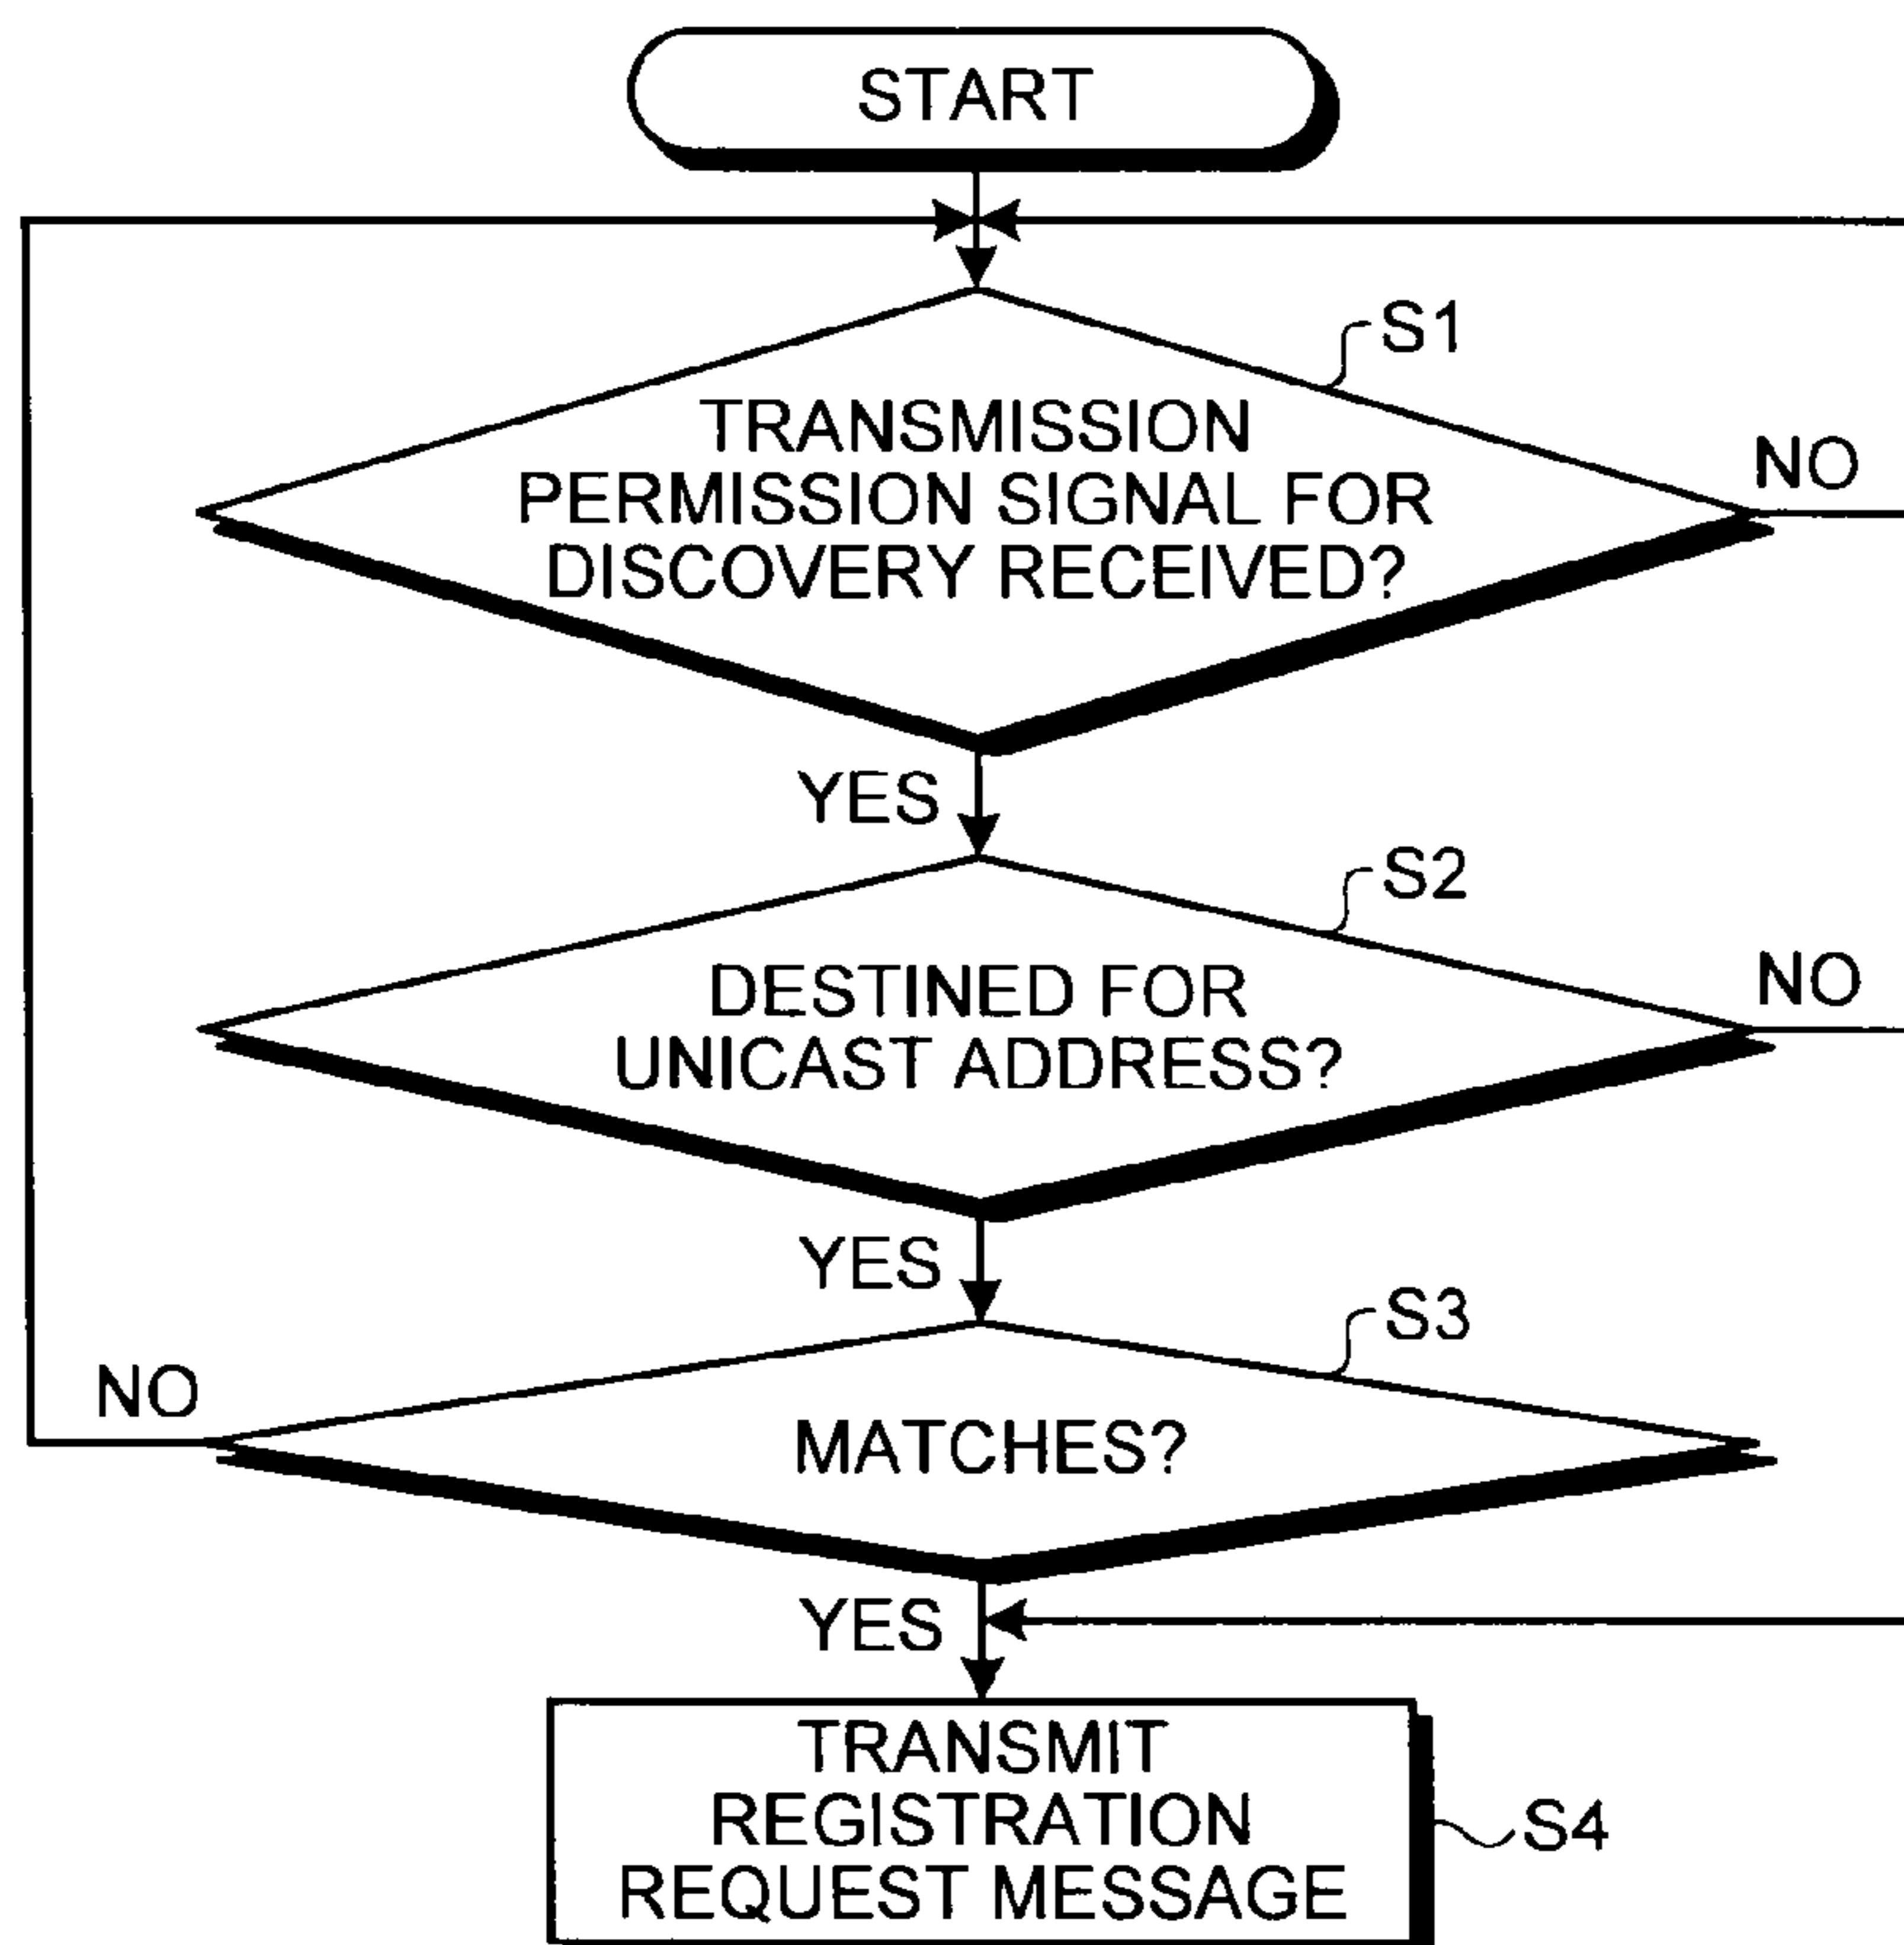 START
S1
TRANSMISSION
PERMISSION SIGNAL FOR
DISCOVERY RECEIVED?
NO
YES
S2
DESTINED FOR
UNICAST ADDRESS?
NO
YES
S3
NO
MATCHES?
YES
TRANSMIT
REGISTRATION
REQUEST MESSAGE
S4